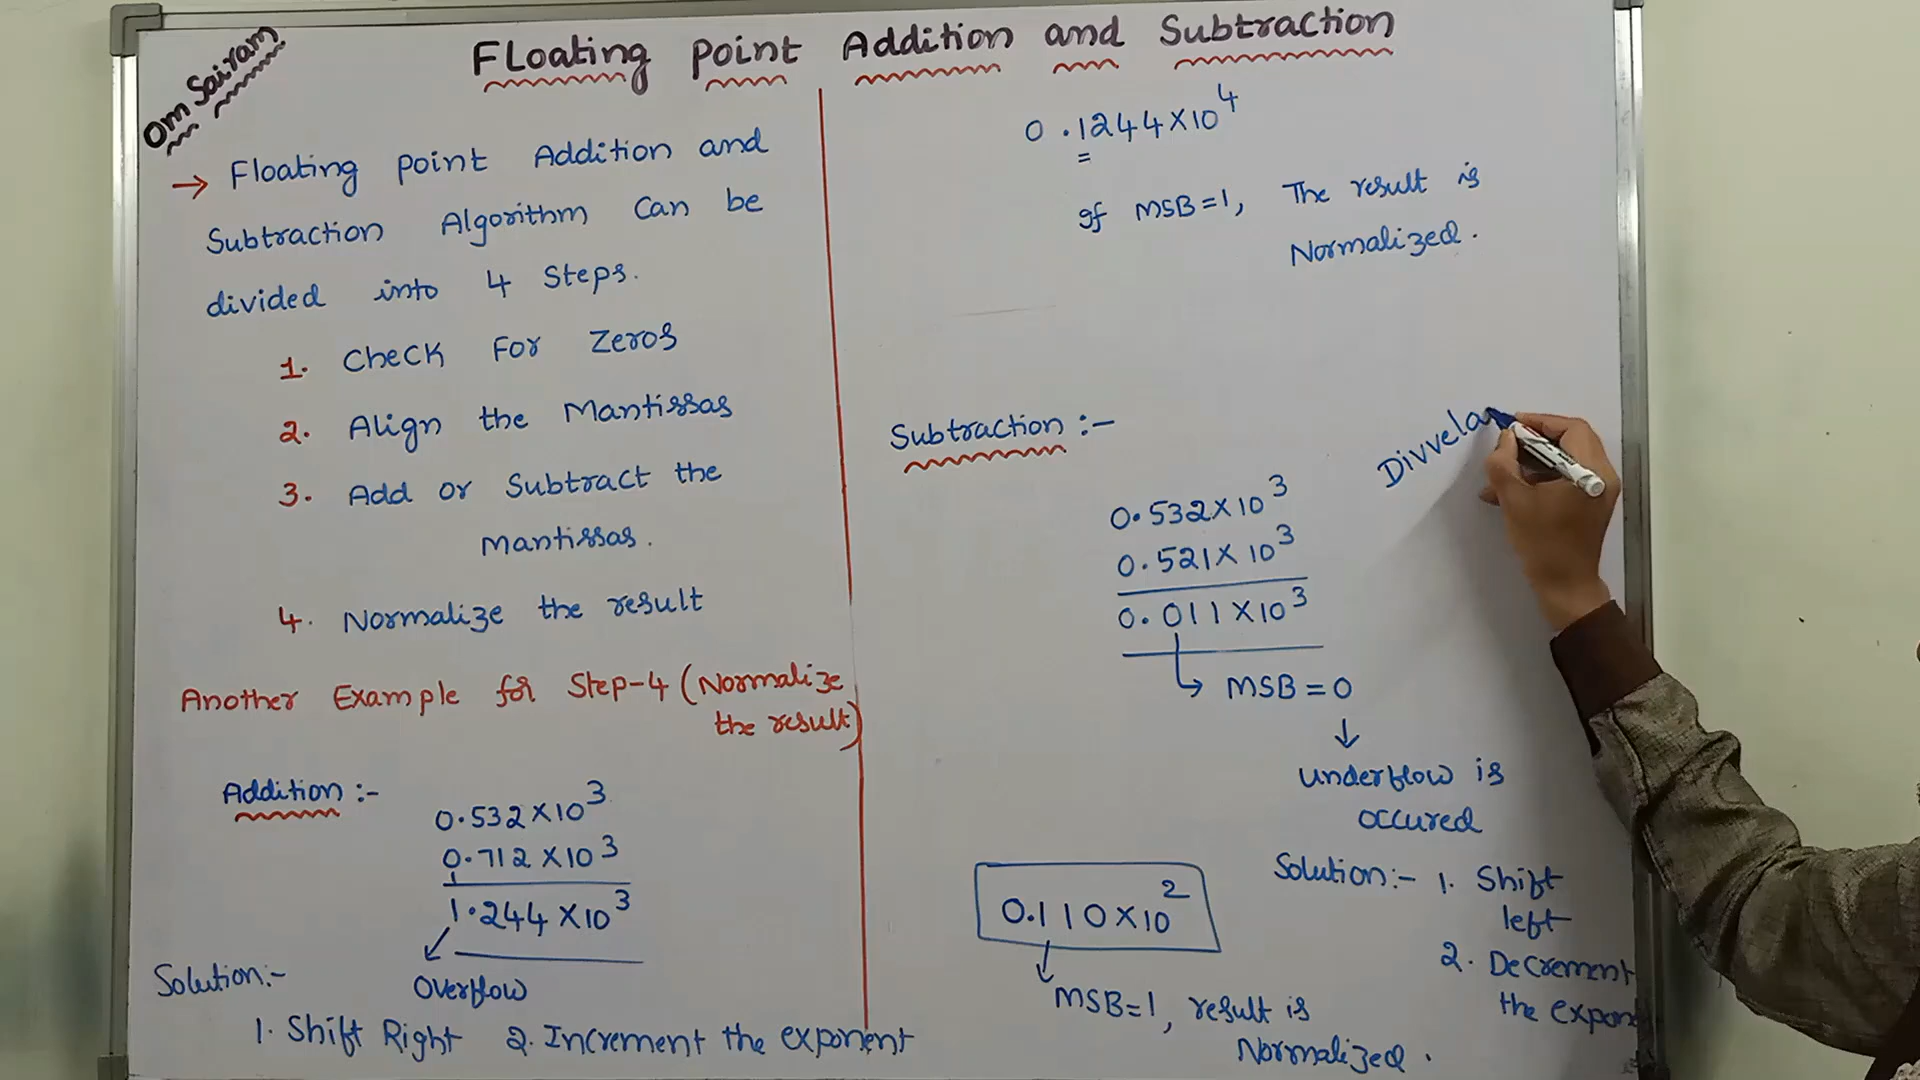 Om Sairam
Floating Point Addition and Subtraction
→ Floating point Addition and
Subtraction Algorithm can be
divided into 4 Steps.
1. Check For Zeros
2. Align the Mantissas
3. Add or Subtract the
Mantissas.
4. Normalize the result
Another Example for Step-4 (Normalize
the result)
Addition :-
0.532 × 10³
0.712 × 10³
1
1.244 × 10³
Overflow
Solution:-
1. Shift Right 2. Increment the exponent
0.1244 × 10⁴
=
If MSB=1, The result is
Normalized.
Subtraction :-
0.532 × 10³
0.521 × 10³
0.011 × 10³
MSB = 0
↓
underflow is
occured
Solution:- 1. Shift
left
2. Decrement
the expon
0.110 × 10²
MSB=1, result is
Normalized.
Divvela